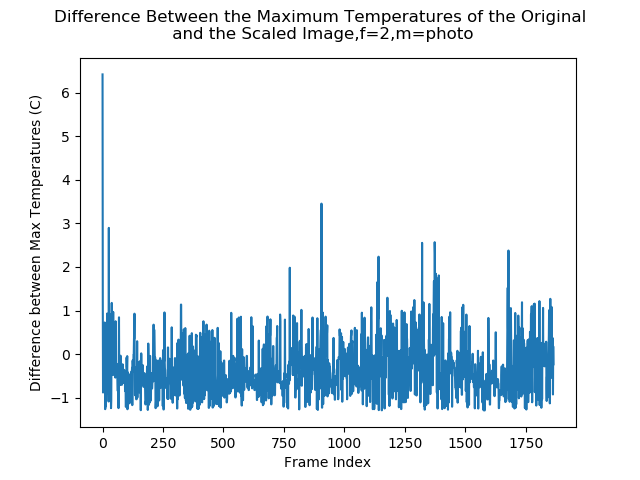 Difference Between the Maximum Temperatures of the Original
and the Scaled Image,f=2,m=photo
6
5
4
3
2
1
0
−1
Difference between Max Temperatures (C)
0 250 500 750 1000 1250 1500 1750
Frame Index